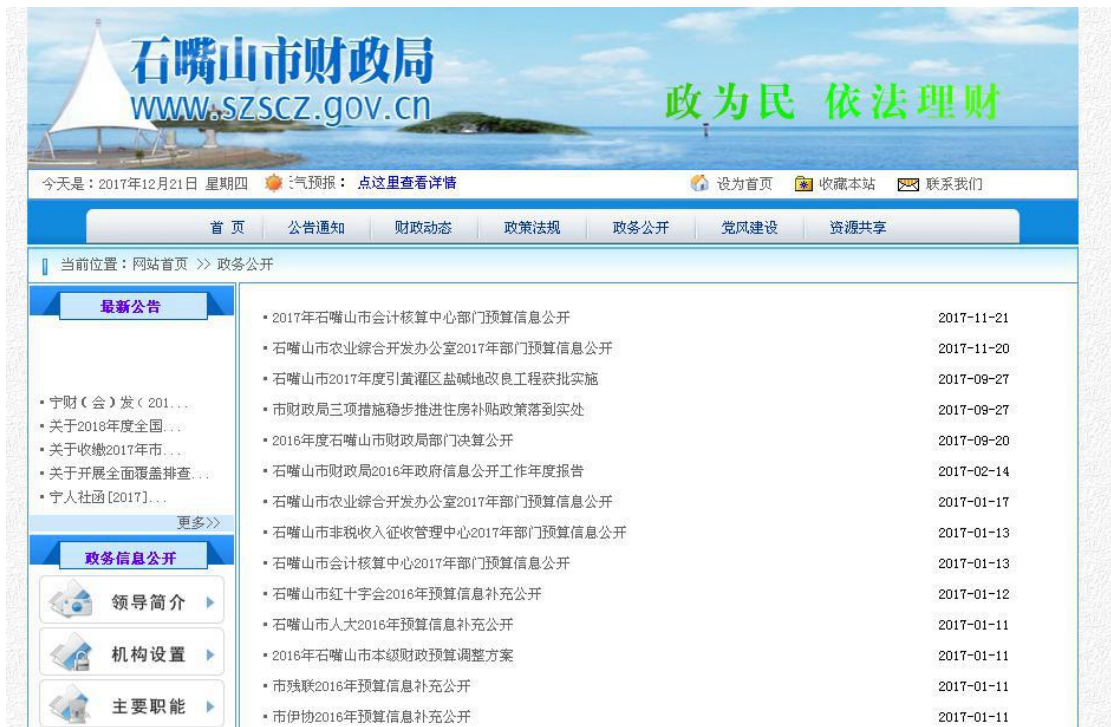 石嘴山市财政局
www.szscz.gov.cn
政为民 依法理财
今天是：2017年12月21日 星期四
气预报： 点这里查看详情
设为首页 收藏本站 联系我们
首 页 公告通知 财政动态 政策法规 政务公开 党风建设 资源共享
当前位置：网站首页 >> 政务公开
最新公告
宁财(会)发(201...
关于2018年度全国...
关于收缴2017年市...
关于开展全面覆盖排查...
宁人社函[2017]...
更多>>
政务信息公开
领导简介
机构设置
主要职能
2017年石嘴山市会计核算中心部门预算信息公开 2017-11-21
石嘴山市农业综合开发办公室2017年部门预算信息公开 2017-11-20
石嘴山市2017年度引黄灌区盐碱地改良工程获批实施 2017-09-27
市财政局三项措施稳步推进住房补贴政策落到实处 2017-09-27
2016年度石嘴山市财政局部门决算公开 2017-09-20
石嘴山市财政局2016年政府信息公开工作年度报告 2017-02-14
石嘴山市农业综合开发办公室2017年部门预算信息公开 2017-01-17
石嘴山市非税收入征收管理中心2017年部门预算信息公开 2017-01-13
石嘴山市会计核算中心2017年部门预算信息公开 2017-01-13
石嘴山市红十字会2016年预算信息补充公开 2017-01-12
石嘴山市人大2016年预算信息补充公开 2017-01-11
2016年石嘴山市本级财政预算调整方案 2017-01-11
市残联2016年预算信息补充公开 2017-01-11
市伊协2016年预算信息补充公开 2017-01-11